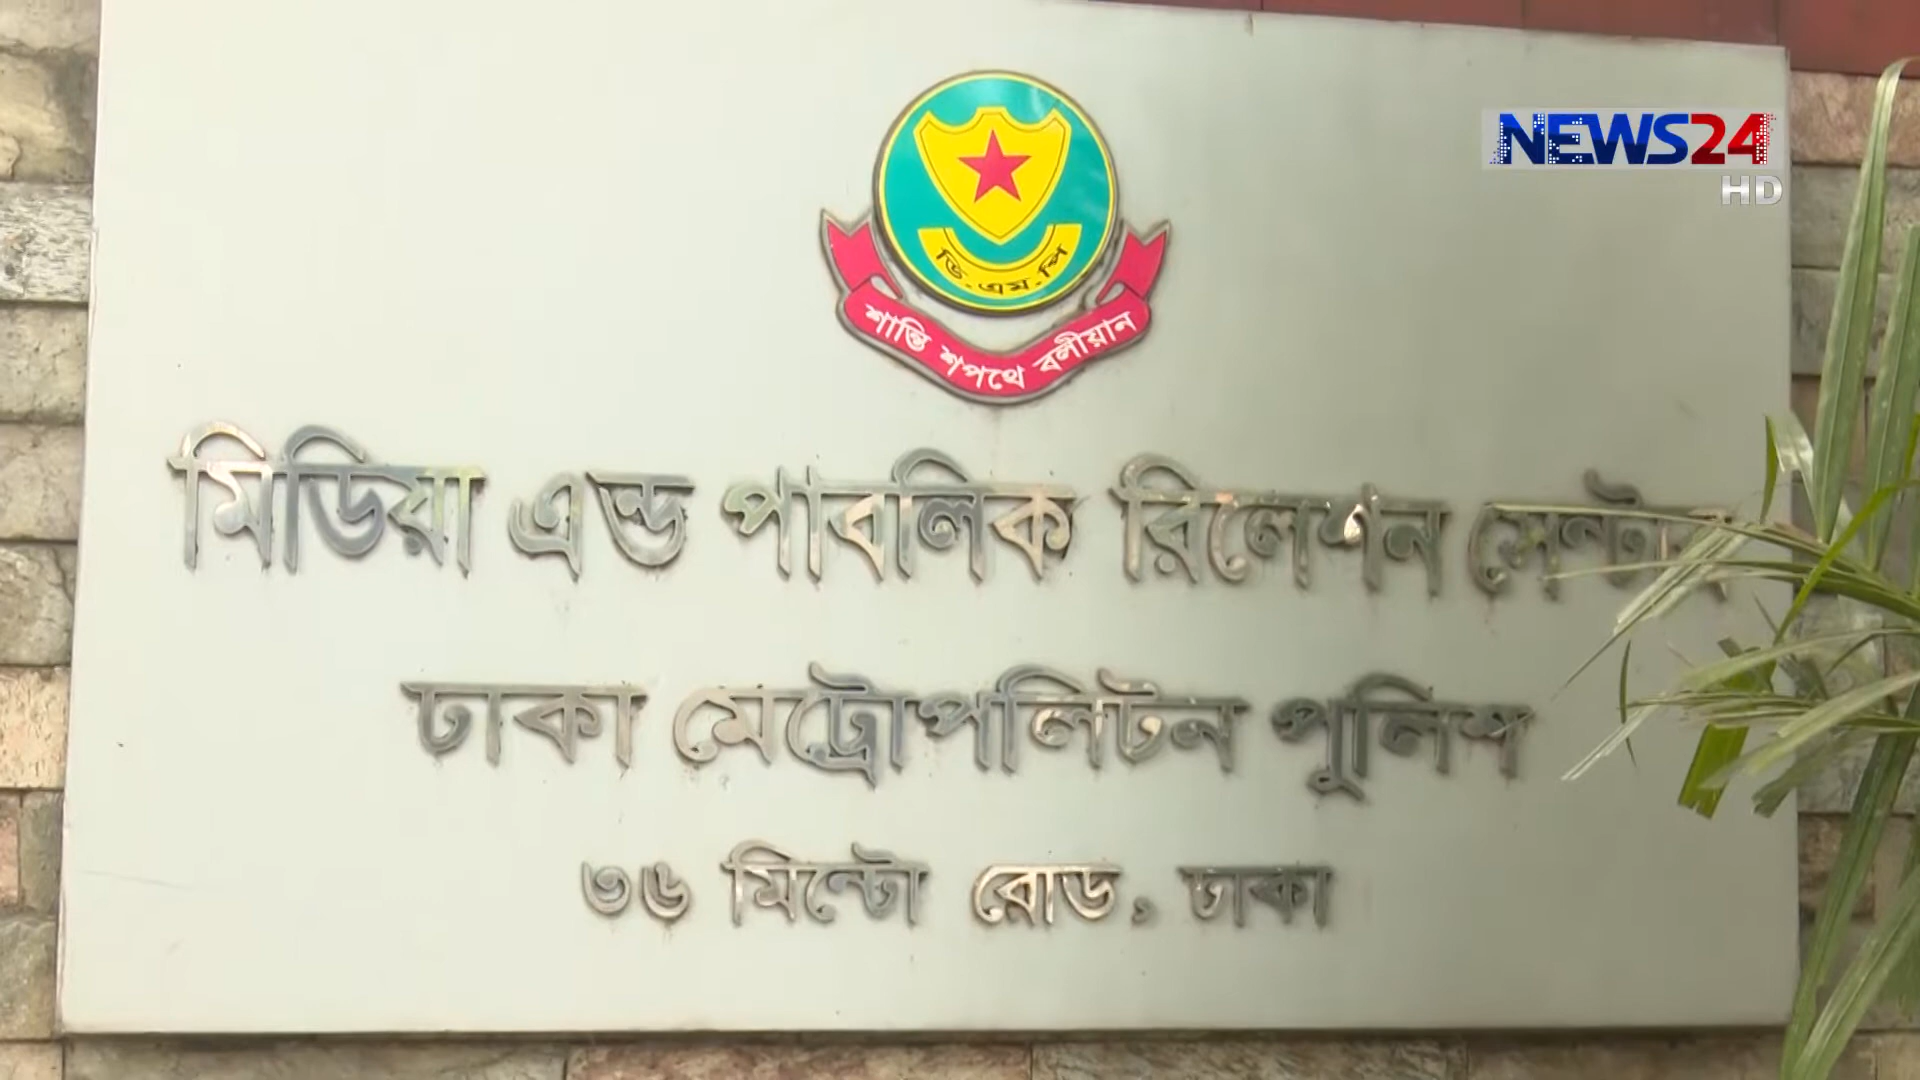 NEWS24
HD
ডি.এম.পি
শান্তি শপথে বলীয়ান
মিডিয়া এন্ড পাবলিক রিলেশন সেন্টার
ঢাকা মেট্রোপলিটন পুলিশ
৩৬ মিন্টো রোড, ঢাকা